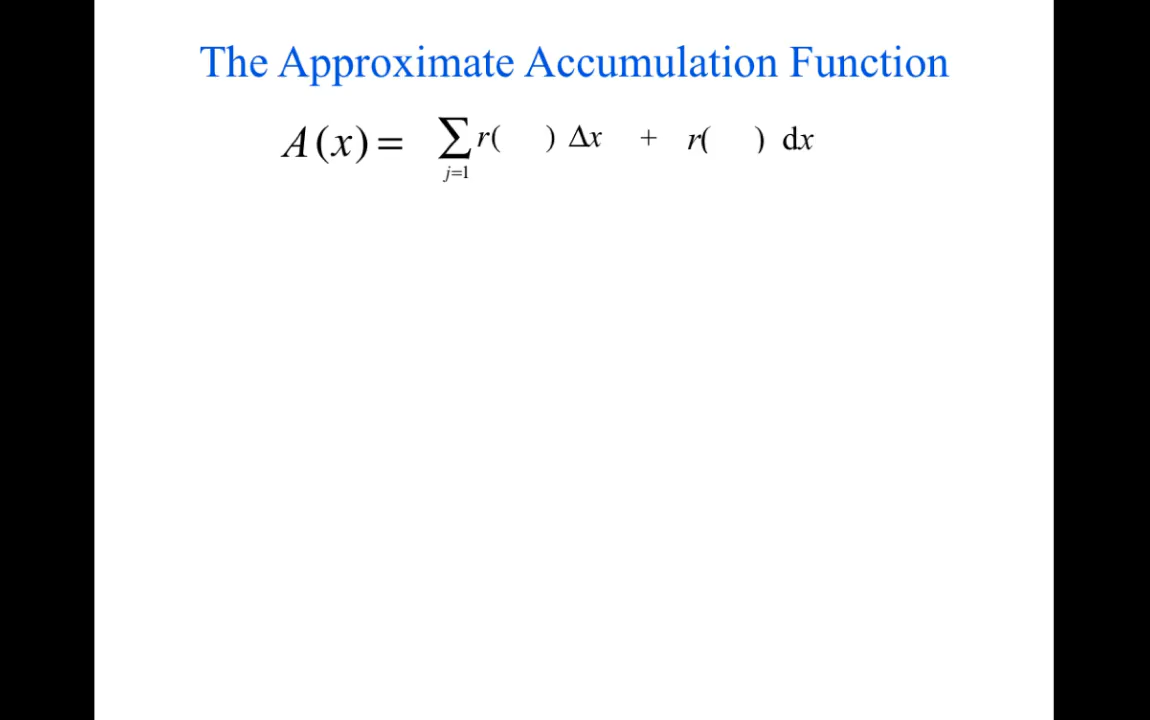 The Approximate Accumulation Function
A(x) = ∑ r( ) Δx + r( ) dx
j=1